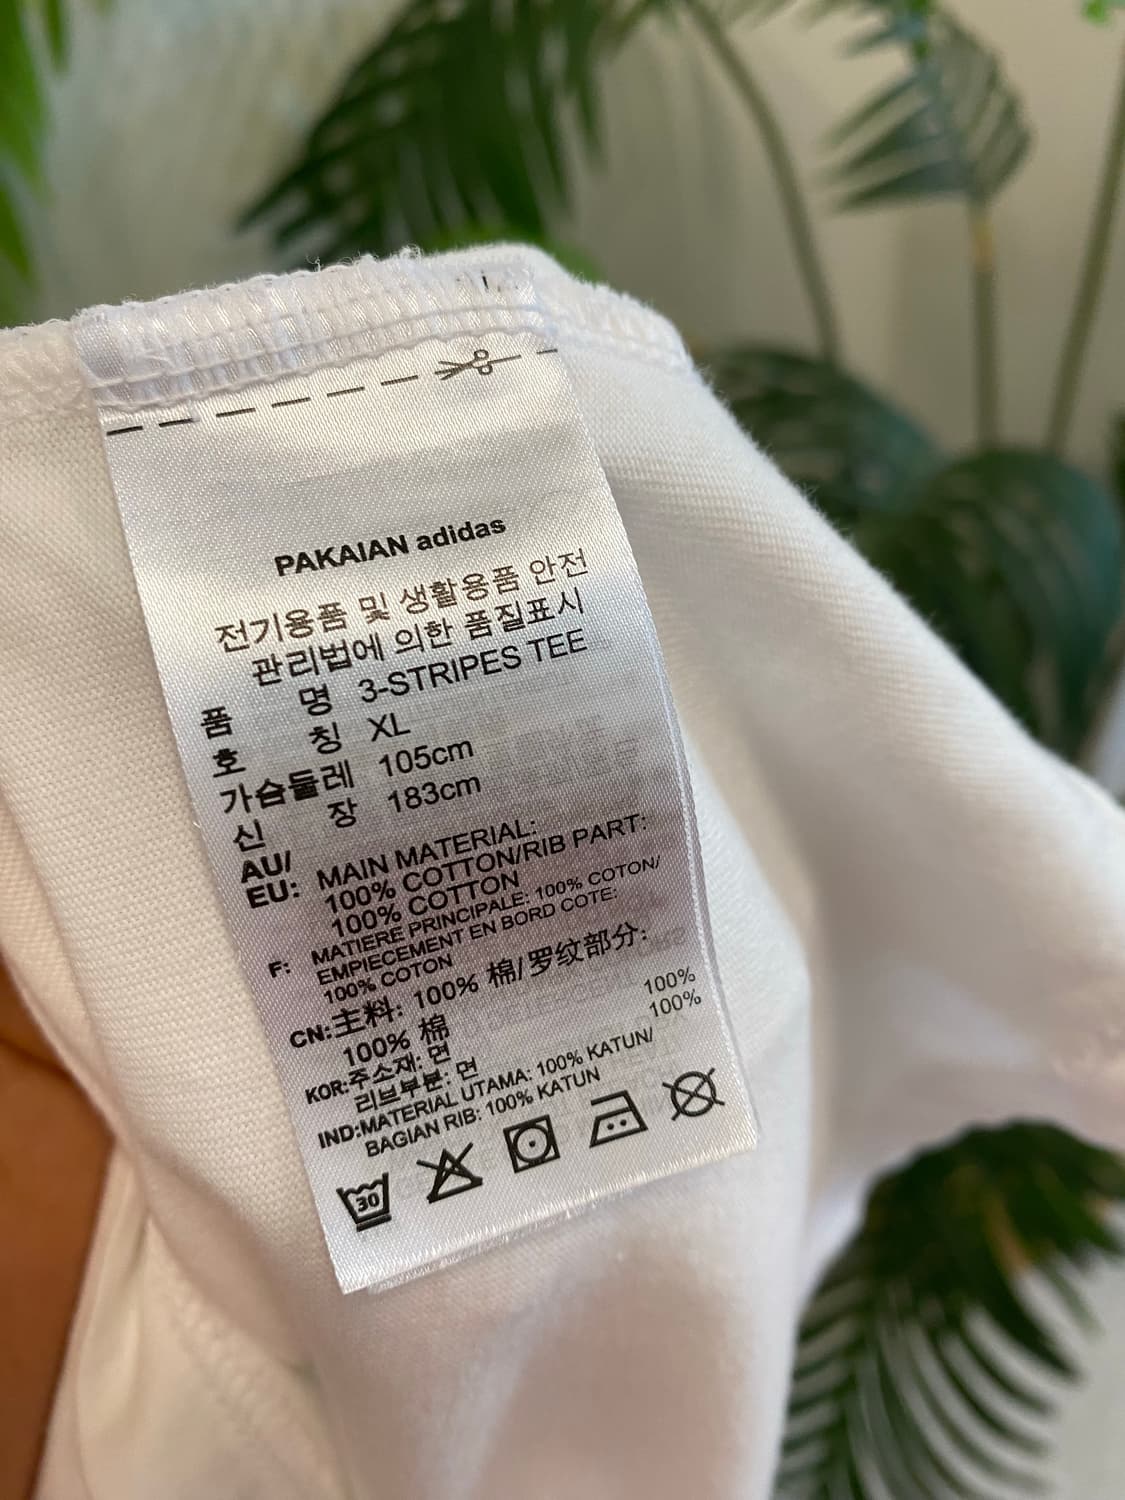 PAKAIAN adidas
전기용품 및 생활용품 안전
관리법에 의한 품질표시
품 명 3-STRIPES TEE
호 칭 XL
가슴둘레 105cm
신 장 183cm
AU/
EU: MAIN MATERIAL:
100% COTTON/RIB PART:
100% COTTON
F: MATIERE PRINCIPALE: 100% COTON/
EMPIECEMENT EN BORD COTE:
100% COTON
CN:主料: 100% 棉/罗纹部分:
100% 棉
KOR:주소재: 면 100%
리브부분: 면 100%
IND:MATERIAL UTAMA: 100% KATUN/
BAGIAN RIB: 100% KATUN
30